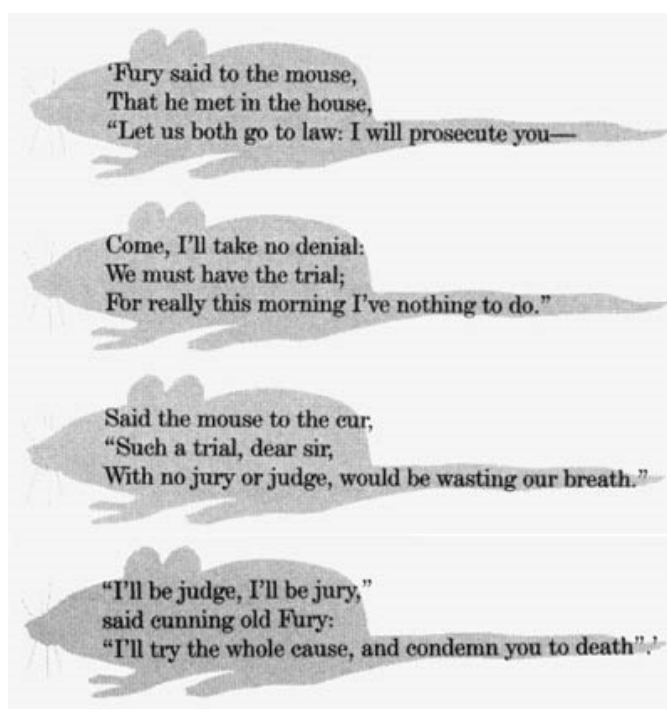 ‘Fury said to the mouse,
That he met in the house,
“Let us both go to law: I will prosecute you—
Come, I’ll take no denial:
We must have the trial;
For really this morning I’ve nothing to do.”
Said the mouse to the cur,
“Such a trial, dear sir,
With no jury or judge, would be wasting our breath.”
“I’ll be judge, I’ll be jury,”
said cunning old Fury:
“I’ll try the whole cause, and condemn you to death”.’